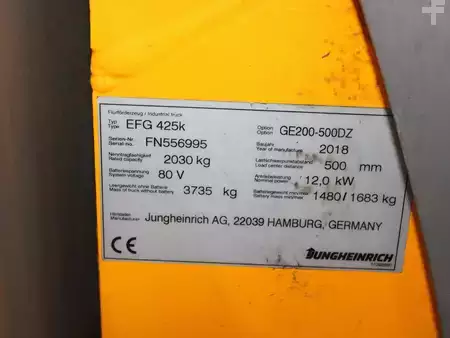 F
Flurförderzeug / Industrial truck
Typ
Type EFG 425k
Option
Option GE200-500DZ
Serien-Nr.
Serial no. FN556995
Baujahr
Year of manufacture 2018
Nenntragfähigkeit
Rated capacity 2030 kg
Lastschwerpunktabstand
Load center distance 500 mm
Batteriespannung
System voltage 80 V
Antriebsleistung
Nominal power 12,0 kW
Leergewicht ohne Batterie
Mass of truck without battery 3735 kg
Batteriegewicht min/max
Battery mass min/max 1480/1683 kg
Hersteller
Manufacturer Jungheinrich AG, 22039 HAMBURG, GERMANY
CE
JUNGHEINRICH